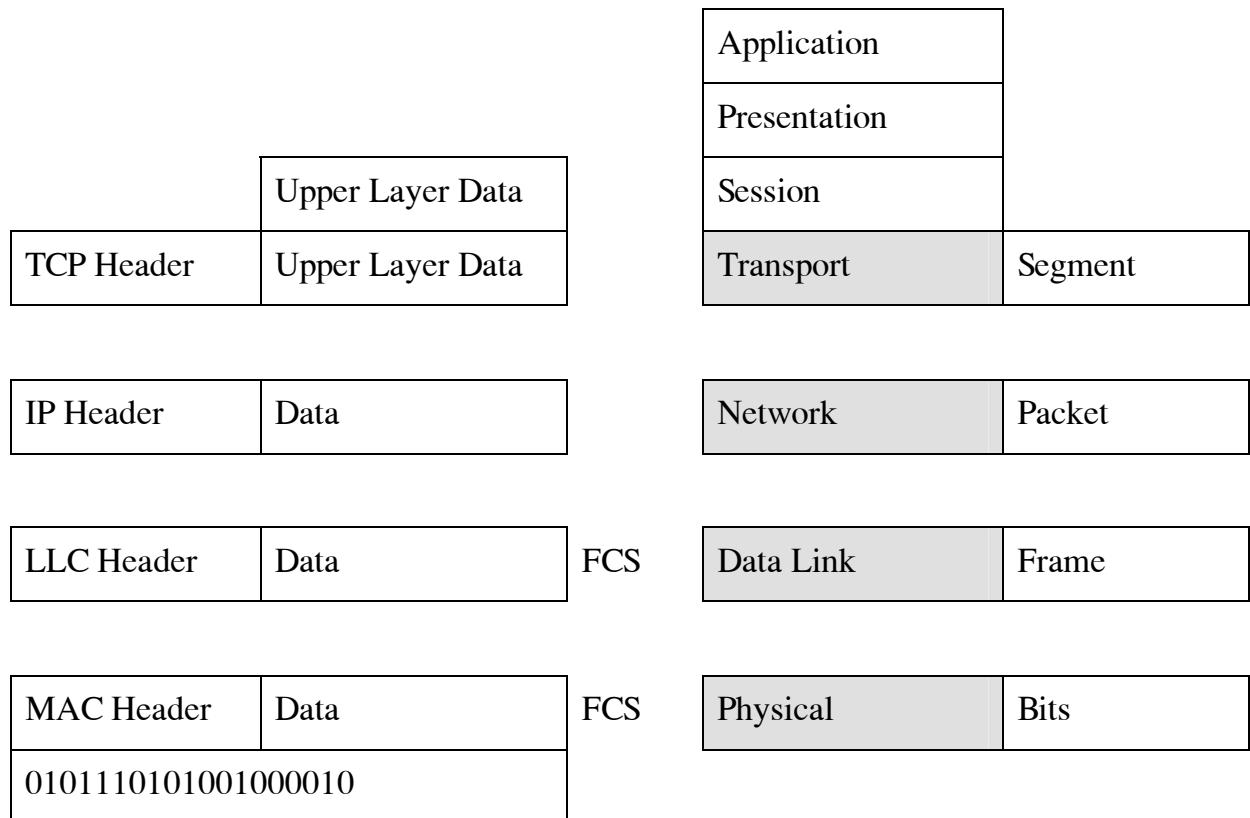 Application
Presentation
Upper Layer Data Session
TCP Header Upper Layer Data Transport Segment
IP Header Data Network Packet
LLC Header Data FCS Data Link Frame
MAC Header Data FCS Physical Bits
0101110101001000010